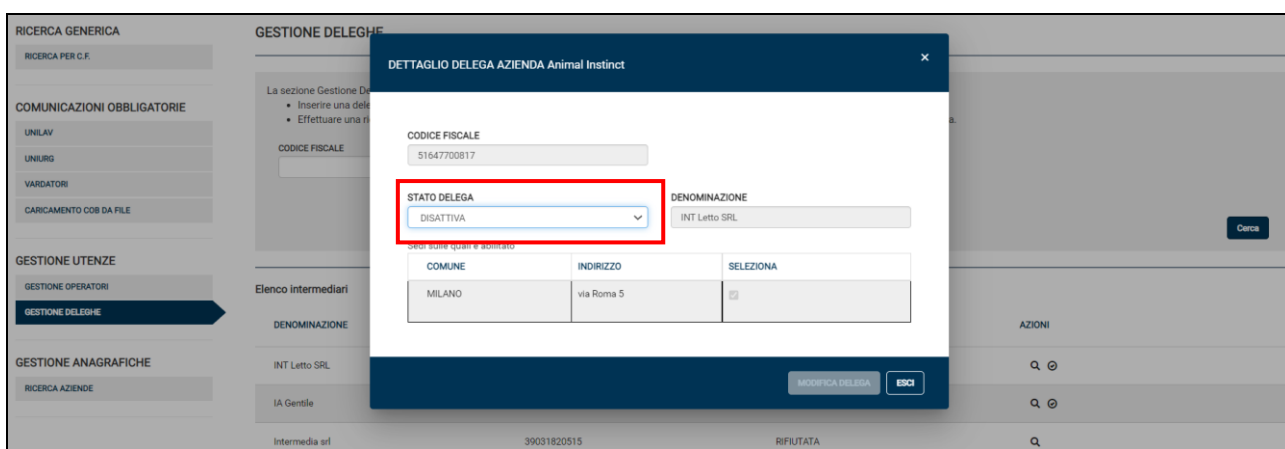 RICERCA GENERICA
RICERCA PER C.F.
COMUNICAZIONI OBBLIGATORIE
UNILAV
UNIURG
VARDATORI
CARICAMENTO COB DA FILE
GESTIONE UTENZE
GESTIONE OPERATORI
GESTIONE DELEGHE
GESTIONE ANAGRAFICHE
RICERCA AZIENDE
GESTIONE DELEGHE
La sezione Gestione De
Inserire una dele
Effettuare una ri
a.
CODICE FISCALE
Cerca
DETTAGLIO DELEGA AZIENDA Animal Instinct ×
CODICE FISCALE
51647700817
STATO DELEGA DENOMINAZIONE
DISATTIVA INT Letto SRL
Sedi sulle quali è abilitato
COMUNE INDIRIZZO SELEZIONA
MILANO via Roma 5
MODIFICA DELEGA ESCI
Elenco intermediari
DENOMINAZIONE AZIONI
INT Letto SRL
IA Gentile
Intermedia srl 39031820515 RIFIUTATA